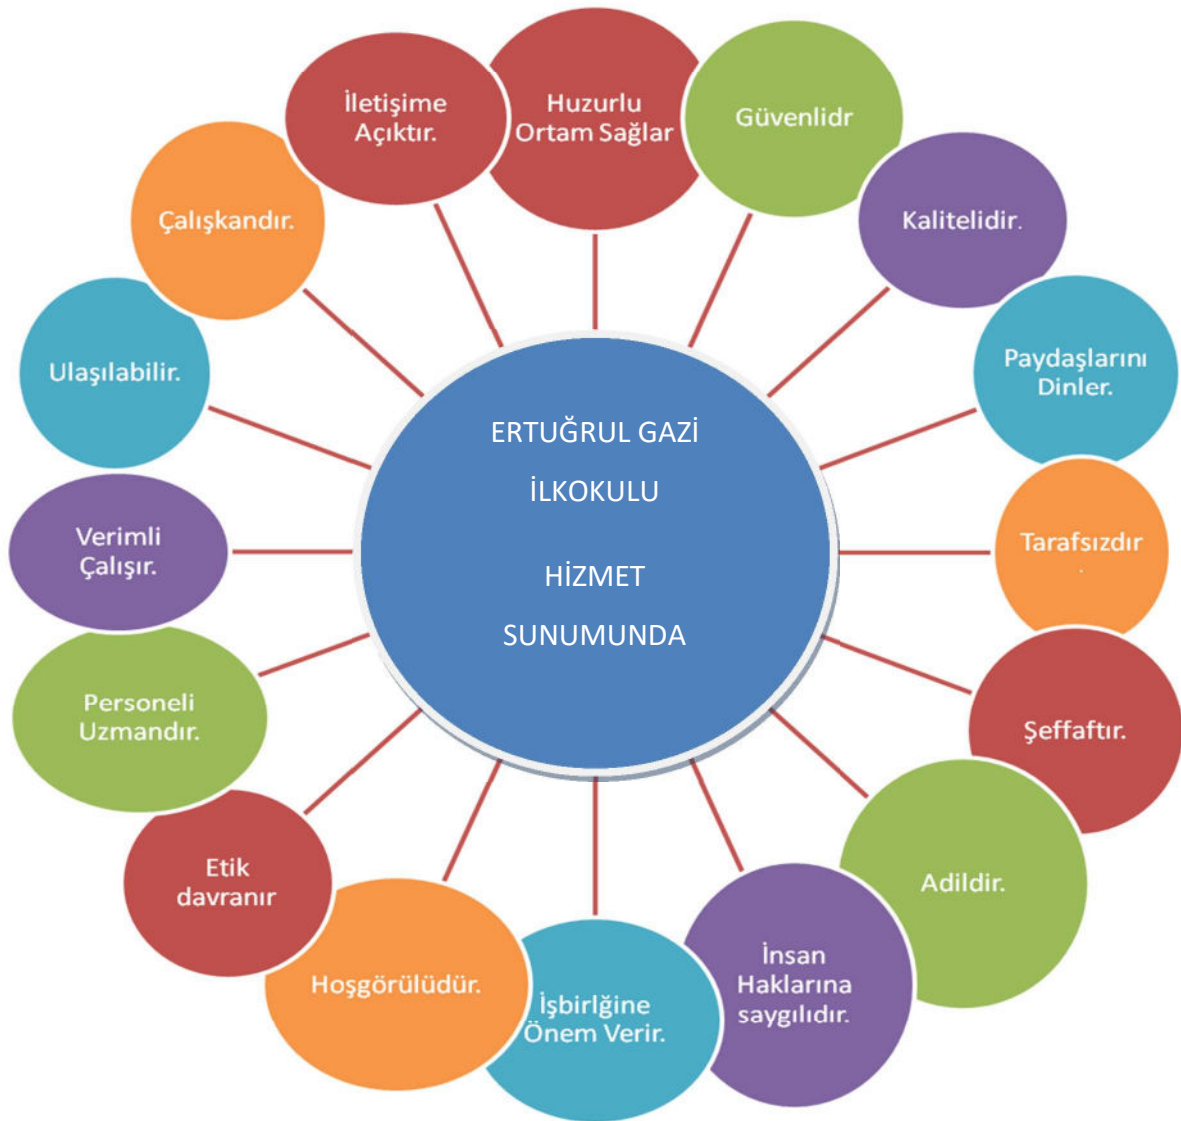 ERTUĞRUL GAZİ
İLKOKULU
HİZMET
SUNUMUNDA
Huzurlu
Ortam Sağlar
Güvenlidr
Kalitelidir.
Paydaşlarını
Dinler.
Tarafsızdır
.
Şeffaftır.
Adildir.
İnsan
Haklarına
saygılıdır.
İşbirlğine
Önem Verir.
Hoşgörülüdür.
Etik
davranır
Personeli
Uzmandır.
Verimli
Çalışır.
Ulaşılabilir.
Çalışkandır.
İletişime
Açıktır.